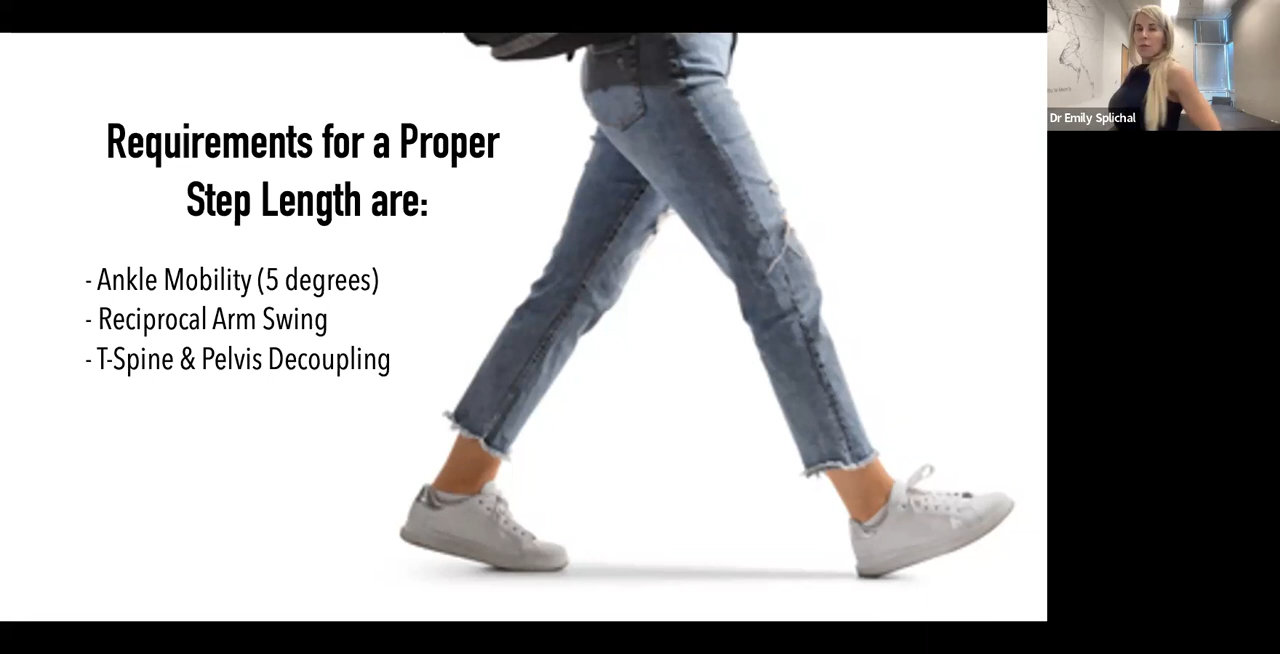 Requirements for a Proper
Step Length are:
- Ankle Mobility (5 degrees)
- Reciprocal Arm Swing
- T-Spine & Pelvis Decoupling
Dr Emily Splichal